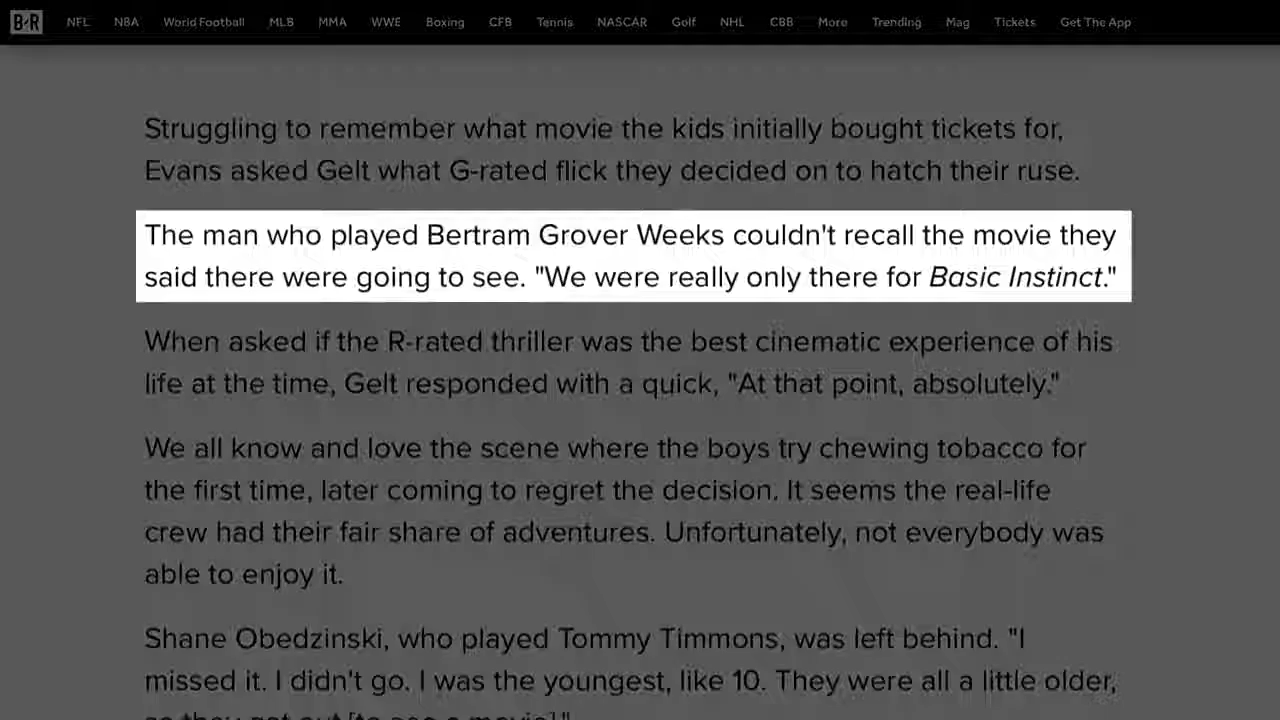 B/R NFL NBA World Football MLB MMA WWE Boxing CFB Tennis NASCAR Golf NHL CBB More Trending Mag Tickets Get The App
Struggling to remember what movie the kids initially bought tickets for,
Evans asked Gelt what G-rated flick they decided on to hatch their ruse.
The man who played Bertram Grover Weeks couldn't recall the movie they
said there were going to see. "We were really only there for Basic Instinct."
When asked if the R-rated thriller was the best cinematic experience of his
life at the time, Gelt responded with a quick, "At that point, absolutely."
We all know and love the scene where the boys try chewing tobacco for
the first time, later coming to regret the decision. It seems the real-life
crew had their fair share of adventures. Unfortunately, not everybody was
able to enjoy it.
Shane Obedzinski, who played Tommy Timmons, was left behind. "I
missed it. I didn't go. I was the youngest, like 10. They were all a little older,
so they got out [to see a movie]."